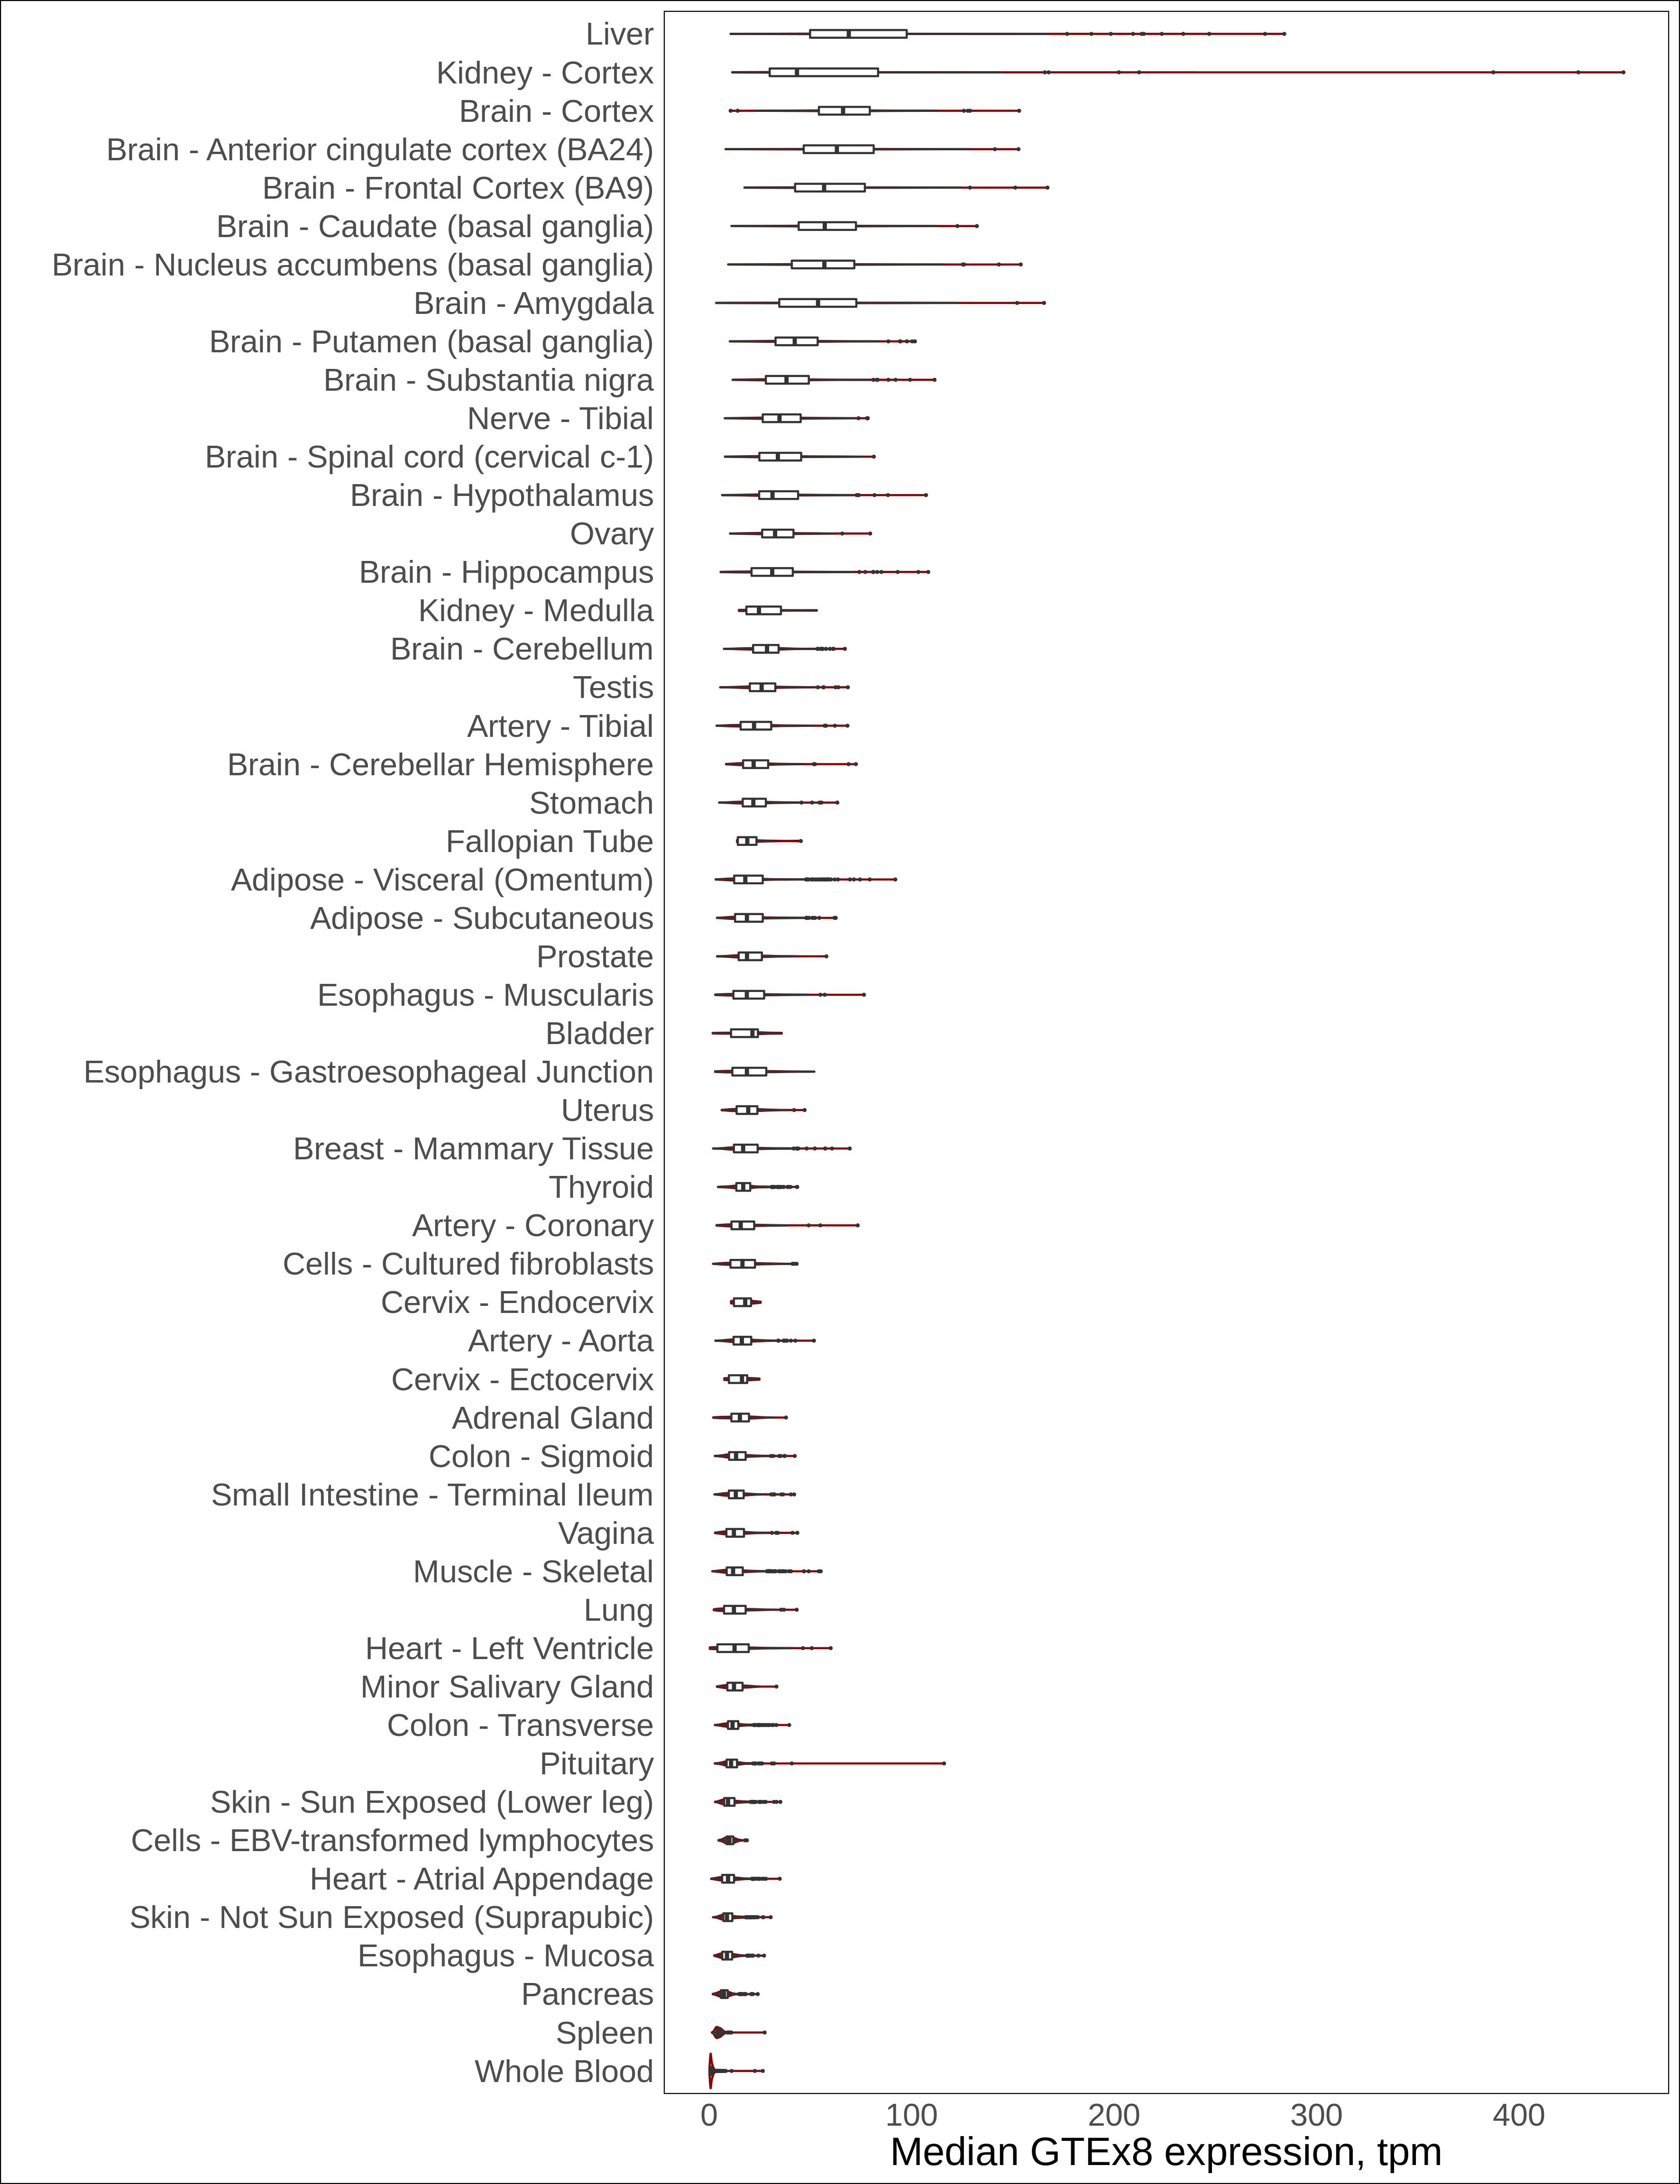 Liver
Kidney - Cortex
Brain - Cortex
Brain - Anterior cingulate cortex (BA24)
Brain - Frontal Cortex (BA9)
Brain - Caudate (basal ganglia)
Brain - Nucleus accumbens (basal ganglia)
Brain - Amygdala
Brain - Putamen (basal ganglia)
Brain - Substantia nigra
Nerve - Tibial
Brain - Spinal cord (cervical c-1)
Brain - Hypothalamus
Ovary
Brain - Hippocampus
Kidney - Medulla
Brain - Cerebellum
Testis
Artery - Tibial
Brain - Cerebellar Hemisphere
Stomach
Fallopian Tube
Adipose - Visceral (Omentum)
Adipose - Subcutaneous
Prostate
Esophagus - Muscularis
Bladder
Esophagus - Gastroesophageal Junction
Uterus
Breast - Mammary Tissue
Thyroid
Artery - Coronary
Cells - Cultured fibroblasts
Cervix - Endocervix
Artery - Aorta
Cervix - Ectocervix
Adrenal Gland
Colon - Sigmoid
Small Intestine - Terminal Ileum
Vagina
Muscle - Skeletal
Lung
Heart - Left Ventricle
Minor Salivary Gland
Colon - Transverse
Pituitary
Skin - Sun Exposed (Lower leg)
Cells - EBV-transformed lymphocytes
Heart - Atrial Appendage
Skin - Not Sun Exposed (Suprapubic)
Esophagus - Mucosa
Pancreas
Spleen
Whole Blood
0 100 200 300 400
Median GTEx8 expression, tpm